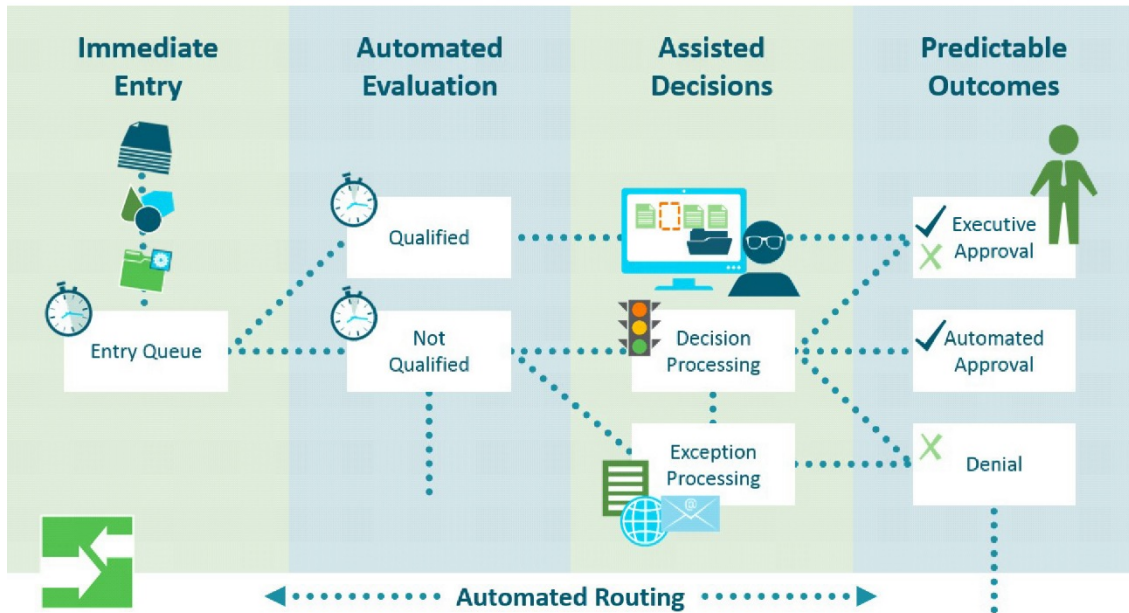 Immediate
Entry
Automated
Evaluation
Assisted
Decisions
Predictable
Outcomes
Qualified
Executive
Approval
Entry Queue
Not
Qualified
Decision
Processing
Automated
Approval
Exception
Processing
@
Denial
Automated Routing